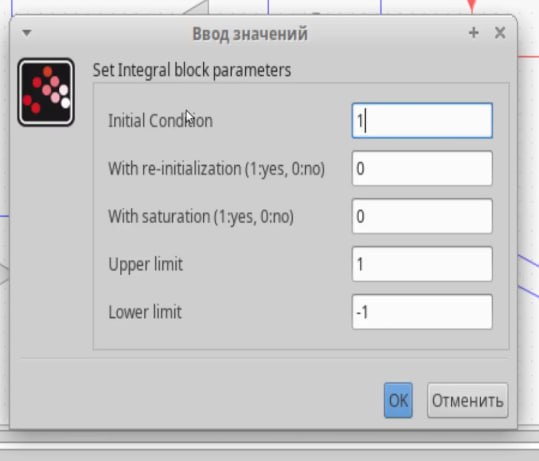 Ввод значений
Set Integral block parameters
Initial Condition 1
With re-initialization (1:yes, 0:no) 0
With saturation (1:yes, 0:no) 0
Upper limit 1
Lower limit -1
OK Отменить